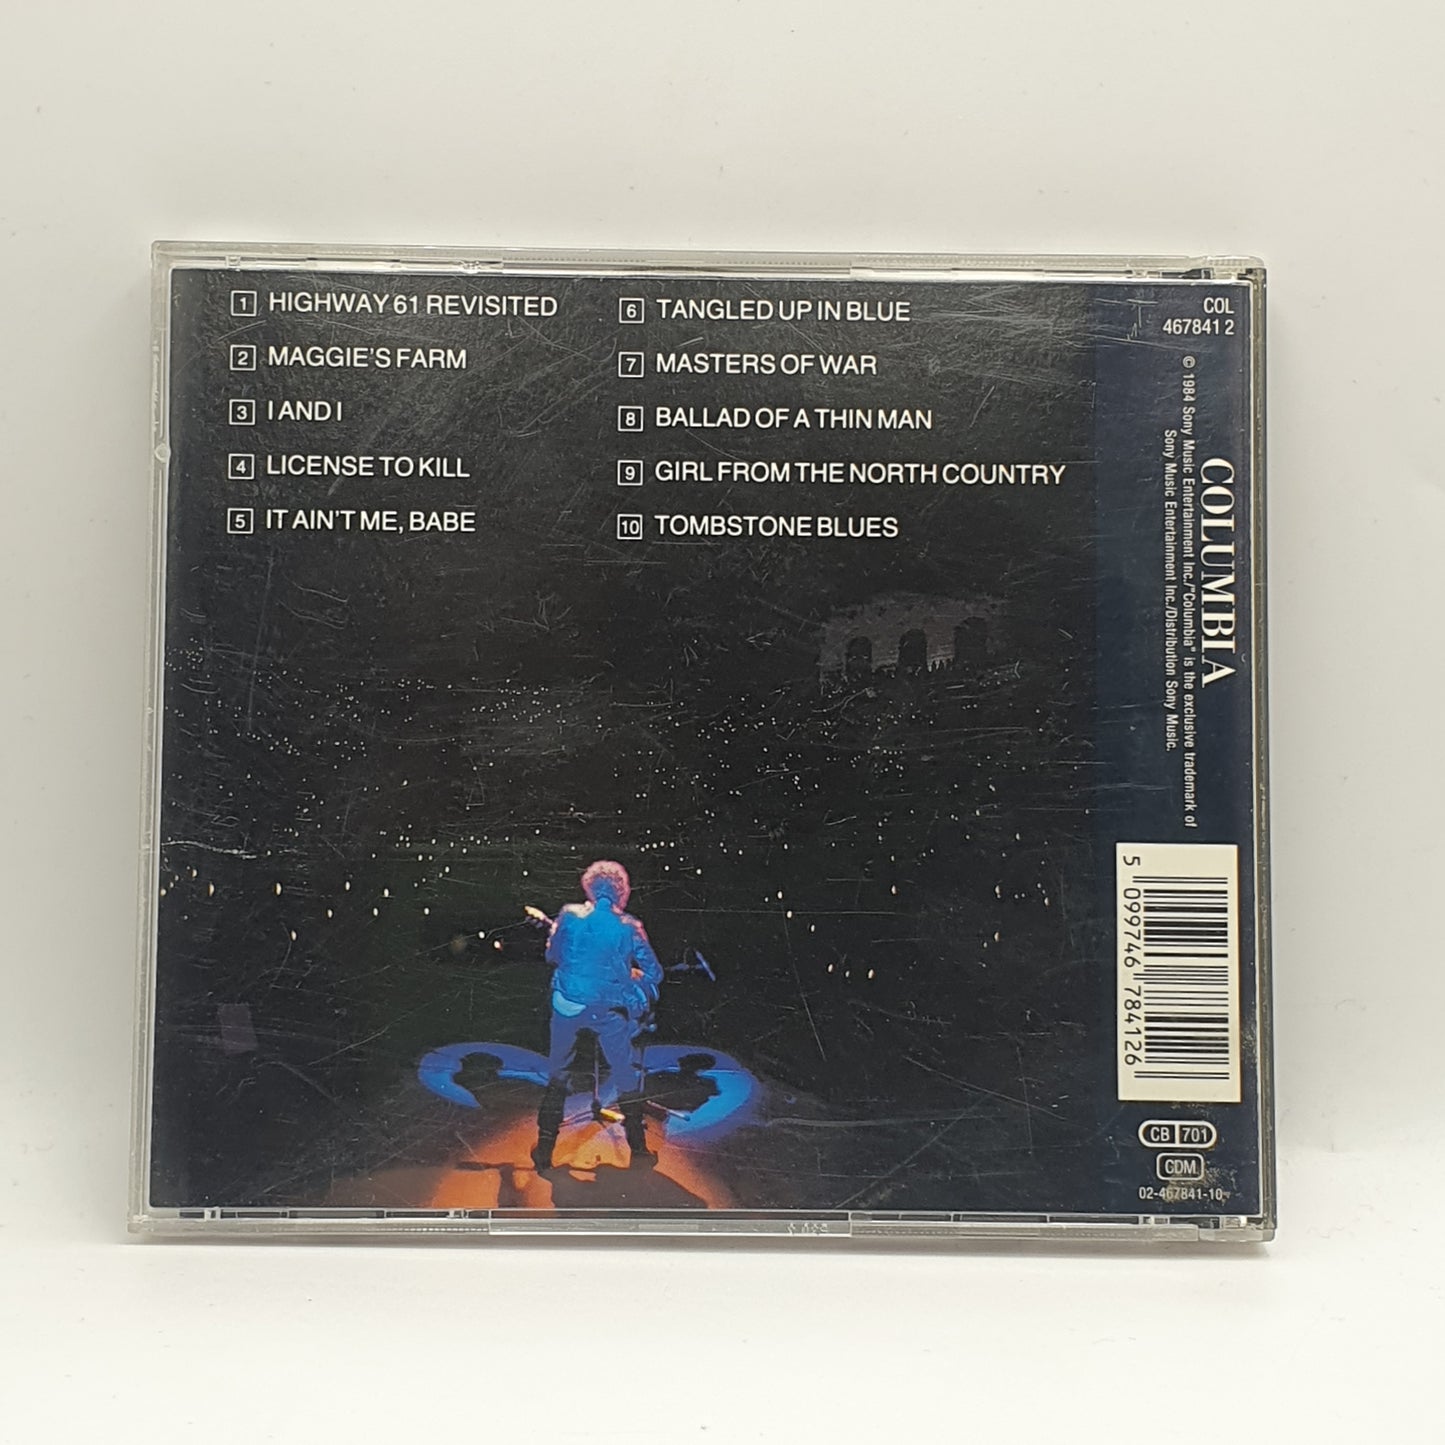 1 HIGHWAY 61 REVISITED
2 MAGGIE'S FARM
3 I AND I
4 LICENSE TO KILL
5 IT AIN'T ME, BABE
6 TANGLED UP IN BLUE
7 MASTERS OF WAR
8 BALLAD OF A THIN MAN
9 GIRL FROM THE NORTH COUNTRY
10 TOMBSTONE BLUES
COL
467841 2
COLUMBIA
© 1984 Sony Music Entertainment Inc./"Columbia" is the exclusive trademark of
Sony Music Entertainment Inc./Distribution Sony Music.
5 099746 784126
CB 701
CDM
02-467841-10